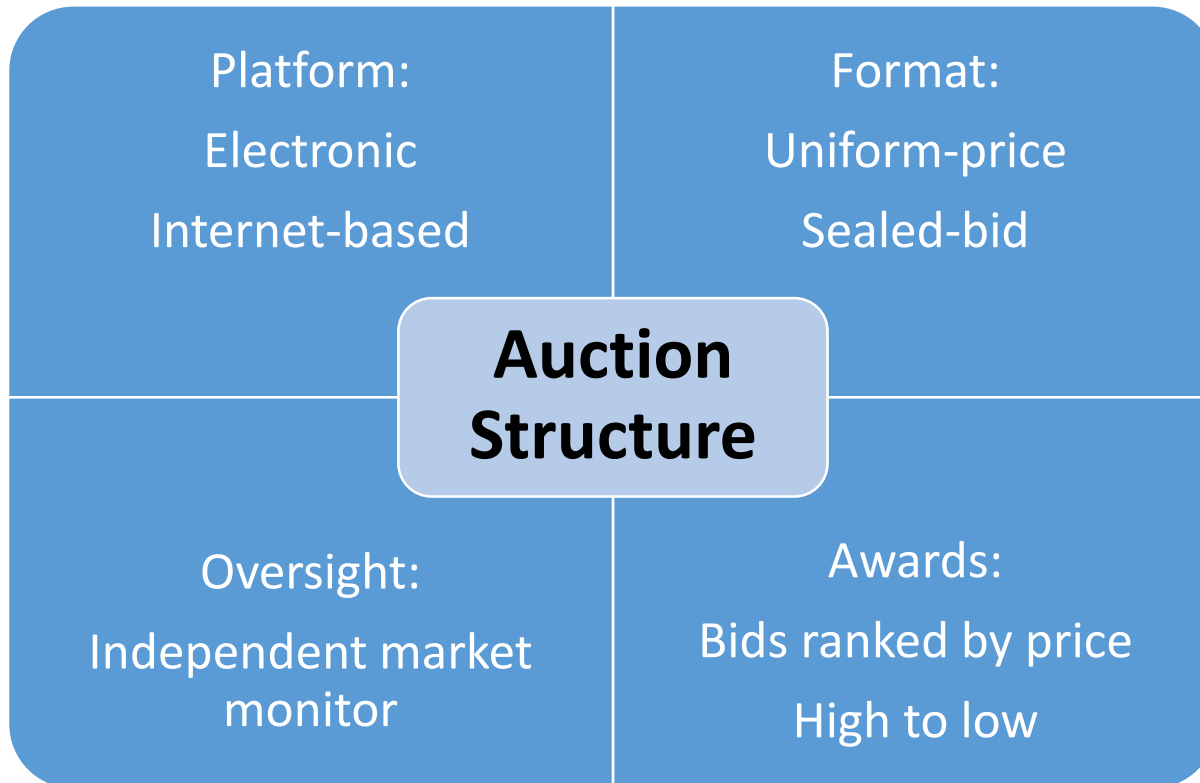 Platform:
Electronic
Internet-based
Format:
Uniform-price
Sealed-bid
Auction
Structure
Oversight:
Independent market
monitor
Awards:
Bids ranked by price
High to low